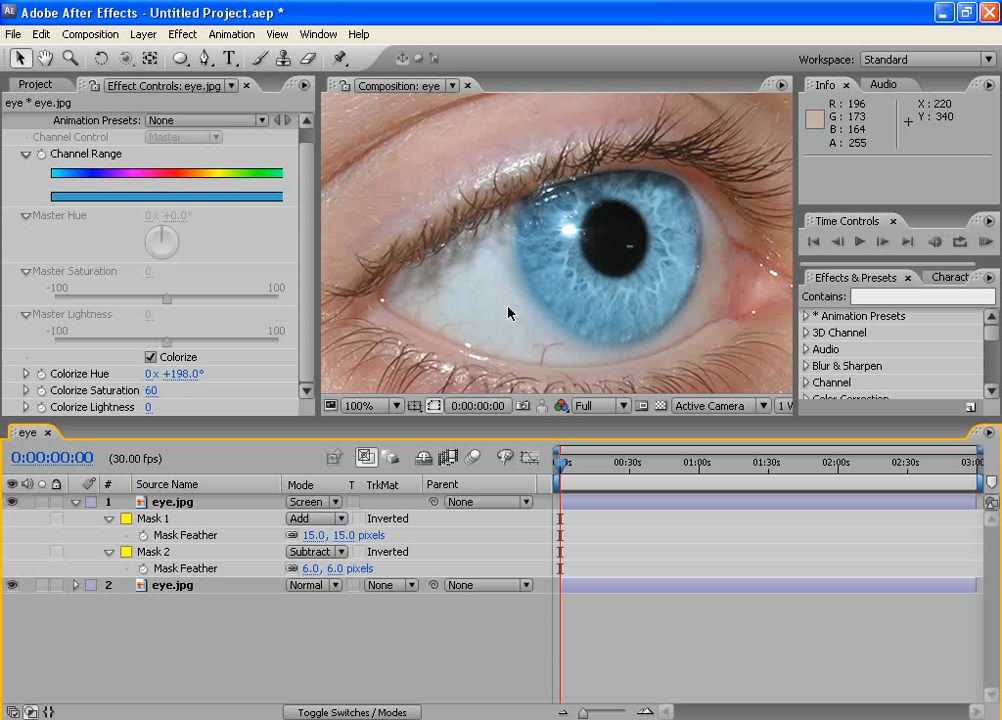 Adobe After Effects - Untitled Project.aep *
File Edit Composition Layer Effect Animation View Window Help
Workspace: Standard
Project Effect Controls: eye.jpg
eye * eye.jpg
Animation Presets: None
Channel Control Master
Channel Range
Master Hue 0 x +0.0°
Master Saturation 0
-100 100
Master Lightness 0
-100 100
Colorize
Colorize Hue 0 x +198.0°
Colorize Saturation 60
Colorize Lightness 0
Composition: eye
100% 0:00:00:00 Full Active Camera 1 V
Info Audio
R : 196 X : 220
G : 173 Y : 340
B : 164
A : 255
Time Controls
Effects & Presets Charact
Contains:
* Animation Presets
3D Channel
Audio
Blur & Sharpen
Channel
Color Correction
eye
0:00:00:00 (30.00 fps)
00:30s 01:00s 01:30s 02:00s 02:30s 03:00
# Source Name Mode T TrkMat Parent
1 eye.jpg Screen None
Mask 1 Add Inverted
Mask Feather 15.0, 15.0 pixels
Mask 2 Subtract Inverted
Mask Feather 6.0, 6.0 pixels
2 eye.jpg Normal None None
Toggle Switches / Modes